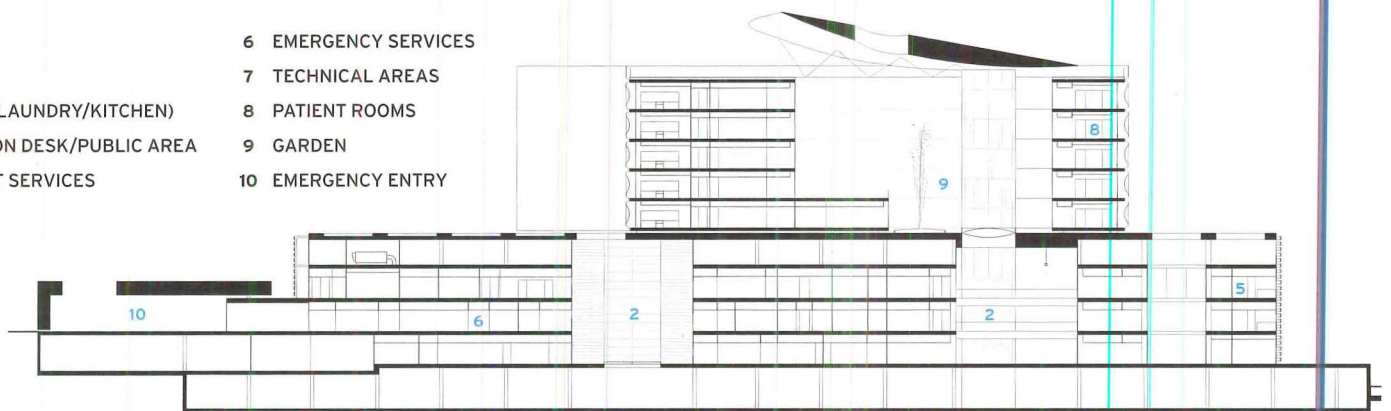 6 EMERGENCY SERVICES
7 TECHNICAL AREAS
LAUNDRY/KITCHEN)
8 PATIENT ROOMS
ON DESK/PUBLIC AREA
9 GARDEN
T SERVICES
10 EMERGENCY ENTRY
8
9
5
10
6
2
2